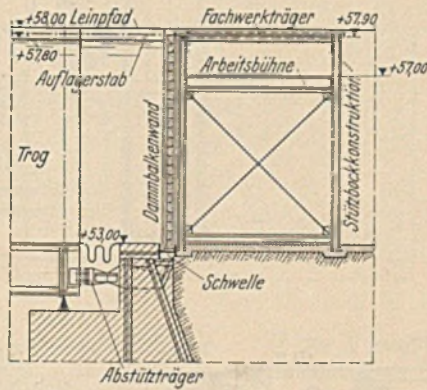 +58,00 Leinpfad
Fachwerkträger
+57,90
+57,80
Auflagerstab
Arbeitsbühne
+57,00
Trog
Dammbalkenwand
Stützbockkonstruktion
+53,00
Schwelle
Abstützträger